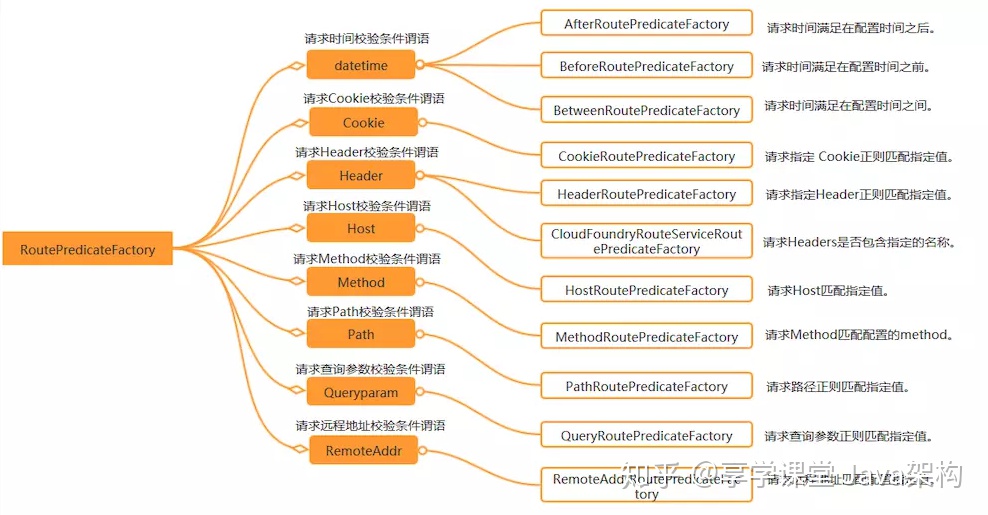 请求时间校验条件谓语
datetime
AfterRoutePredicateFactory
请求时间满足在配置时间之后。
BeforeRoutePredicateFactory
请求时间满足在配置时间之前。
BetweenRoutePredicateFactory
请求时间满足在配置时间之间。
请求Cookie校验条件谓语
Cookie
CookieRoutePredicateFactory
请求指定 Cookie正则匹配指定值。
请求Header校验条件谓语
Header
HeaderRoutePredicateFactory
请求指定Header正则匹配指定值。
CloudFoundryRouteServiceRout
ePredicateFactory
请求Headers是否包含指定的名称。
请求Host校验条件谓语
Host
HostRoutePredicateFactory
请求Host匹配指定值。
RoutePredicateFactory
请求Method校验条件谓语
Method
MethodRoutePredicateFactory
请求Method匹配配置的method。
请求Path校验条件谓语
Path
PathRoutePredicateFactory
请求路径正则匹配指定值。
请求查询参数校验条件谓语
Queryparam
QueryRoutePredicateFactory
请求查询参数正则匹配指定值。
请求远程地址校验条件谓语
RemoteAddr
RemoteAddrRoutePredicateFac
tory
请求远程地址匹配
知乎 @享学课堂-Java架构